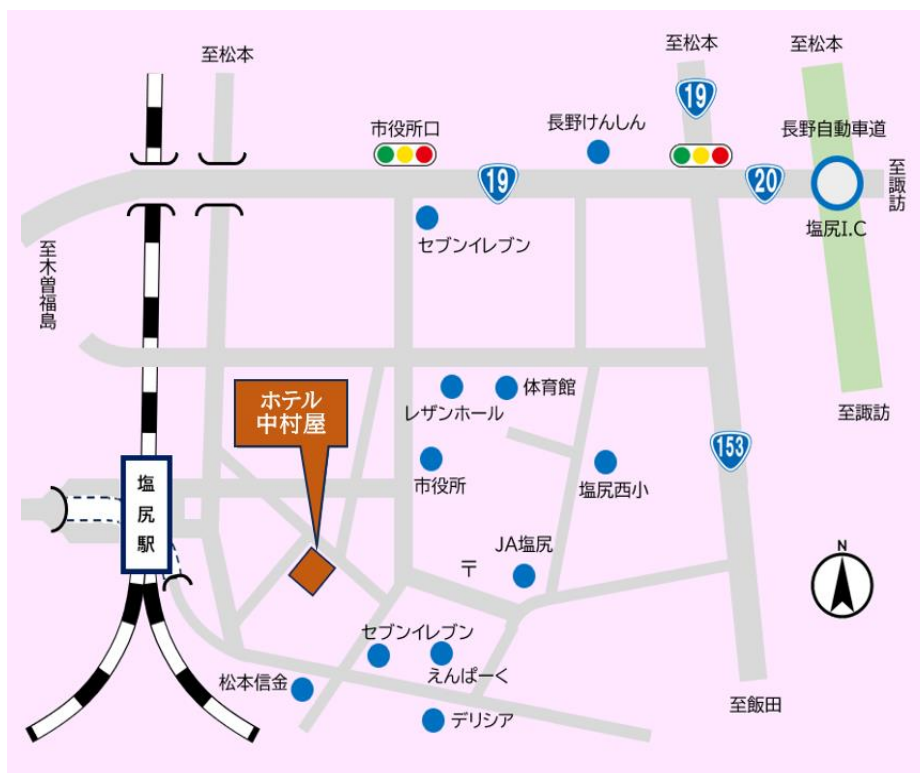 至松本
至松本
至松本
19
市役所口
長野けんしん
長野自動車道
19
20
至諏訪
塩尻I.C
セブンイレブン
至木曽福島
ホテル
中村屋
レザンホール
体育館
至諏訪
153
市役所
塩尻西小
塩尻駅
JA塩尻
〒
N
セブンイレブン
えんぱーく
松本信金
デリシア
至飯田